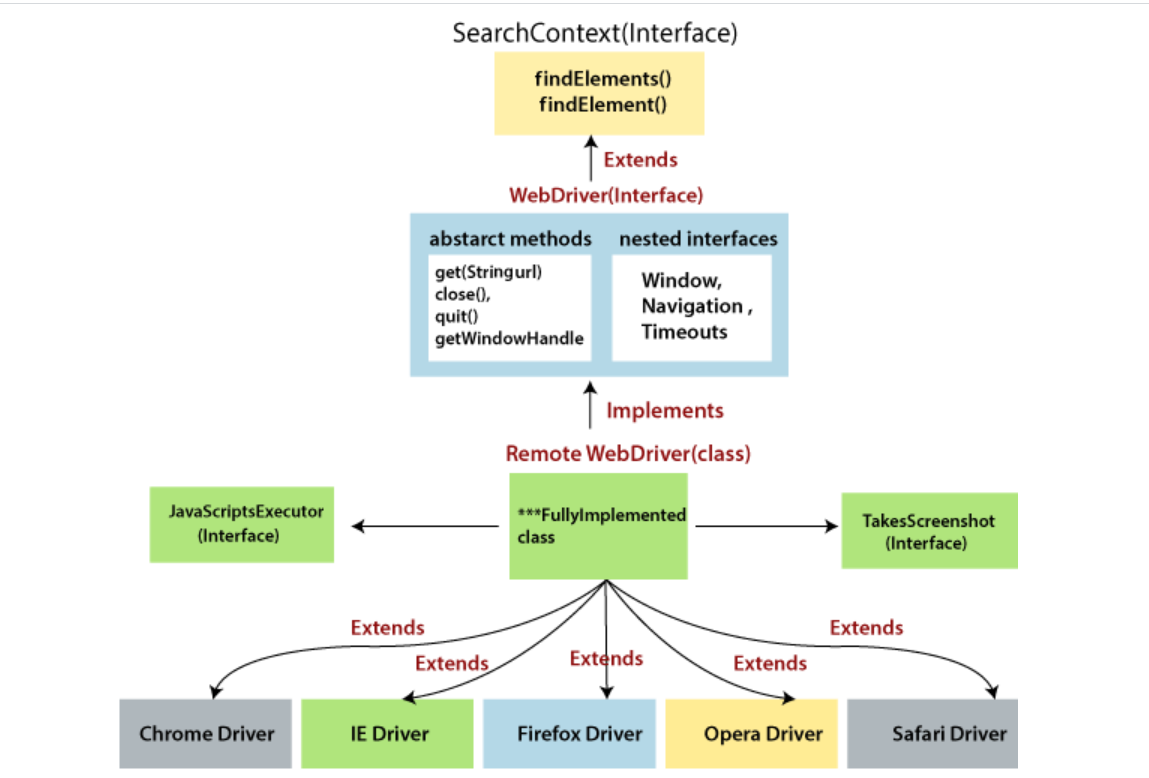 SearchContext(Interface)
findElements()
findElement()
Extends
WebDriver(Interface)
abstarct methods
nested interfaces
get(Stringurl)
close(),
quit()
getWindowHandle
Window,
Navigation ,
Timeouts
Implements
Remote WebDriver(class)
JavaScriptsExecutor
(Interface)
***FullyImplemented
class
TakesScreenshot
(Interface)
Extends
Extends
Extends
Extends
Extends
Chrome Driver
IE Driver
Firefox Driver
Opera Driver
Safari Driver